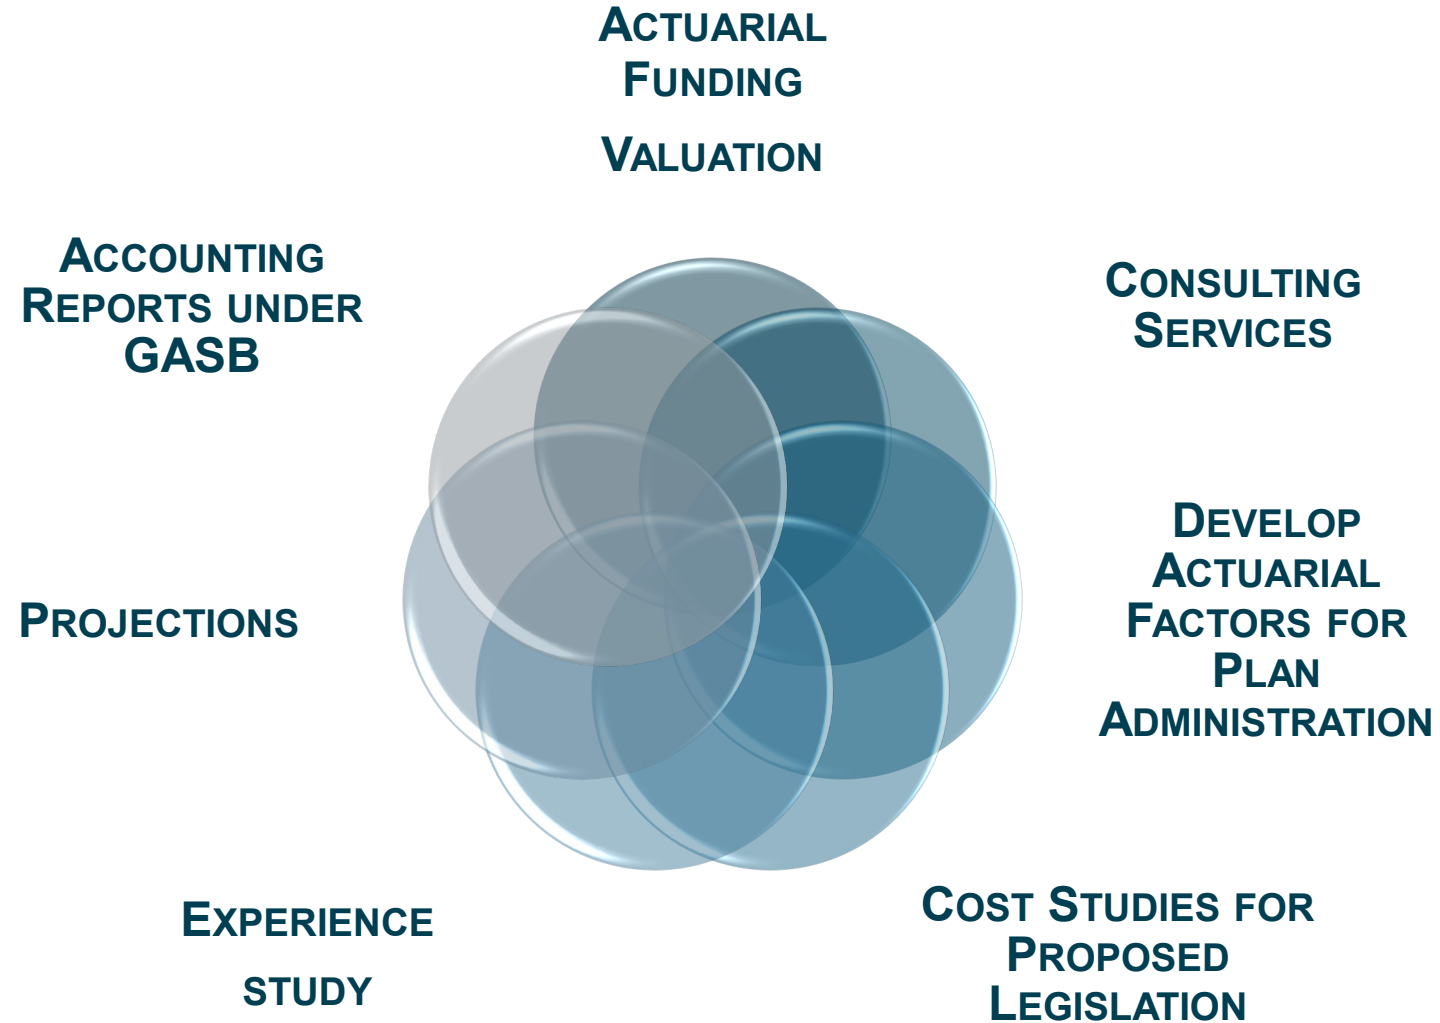 Actuarial
Funding
Valuation
Accounting
Reports under
GASB
Consulting
Services
Develop
Actuarial
Factors for
Plan
Administration
Projections
Cost Studies for
Proposed
Legislation
Experience
study